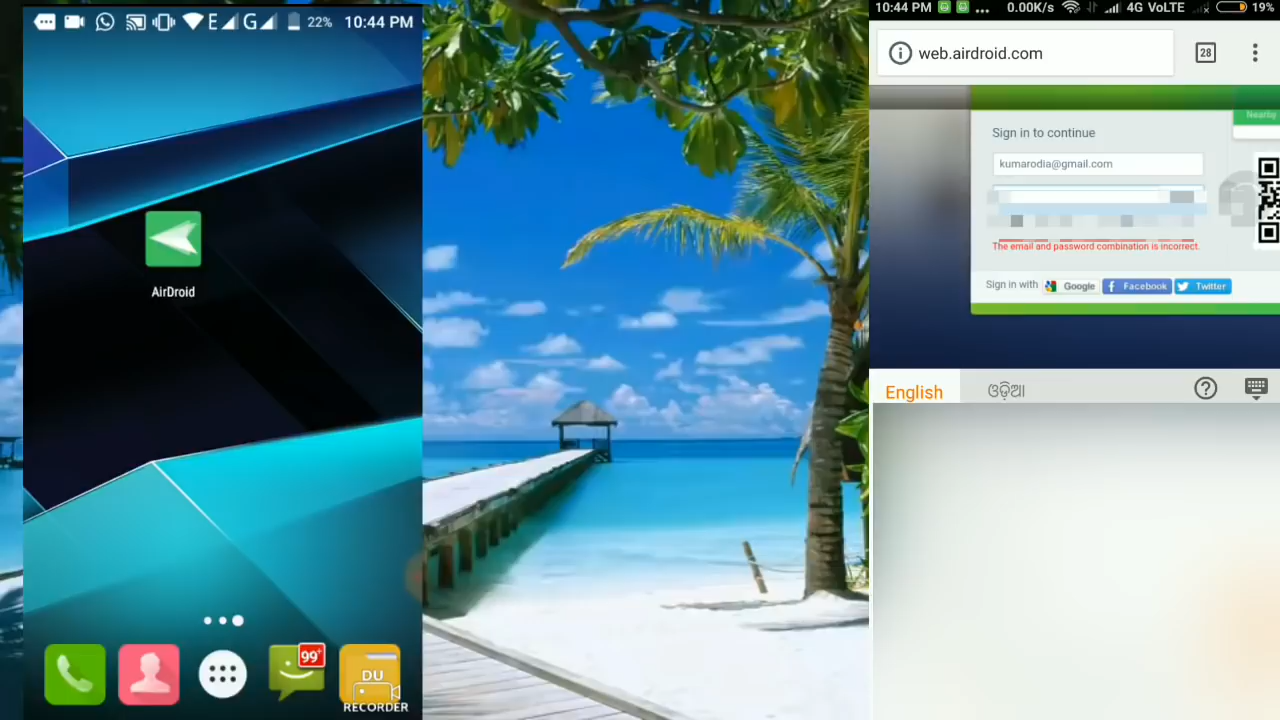 E G 22% 10:44 PM
AirDroid
99+
DU
RECORDER
10:44 PM ... 0.00K/s 4G VoLTE 19%
web.airdroid.com 28
Nearby
Sign in to continue
kumarodia@gmail.com
The email and password combination is incorrect.
Sign in with Google Facebook Twitter
English ଓଡ଼ିଆ